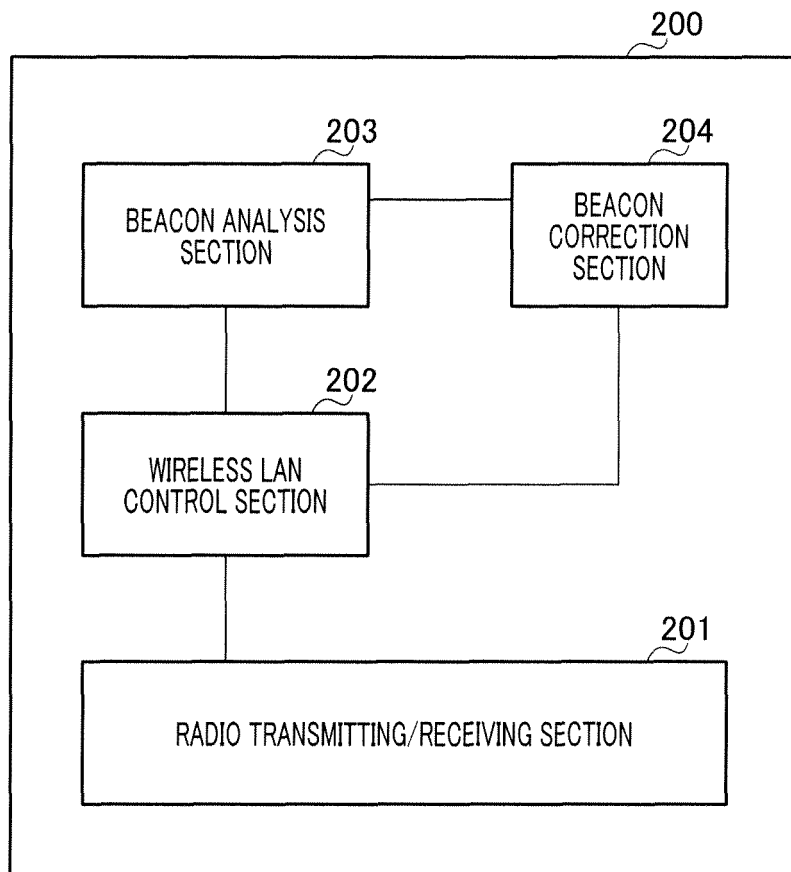 200
203
204
BEACON ANALYSIS
SECTION
BEACON
CORRECTION
SECTION
202
WIRELESS LAN
CONTROL SECTION
201
RADIO TRANSMITTING/RECEIVING SECTION